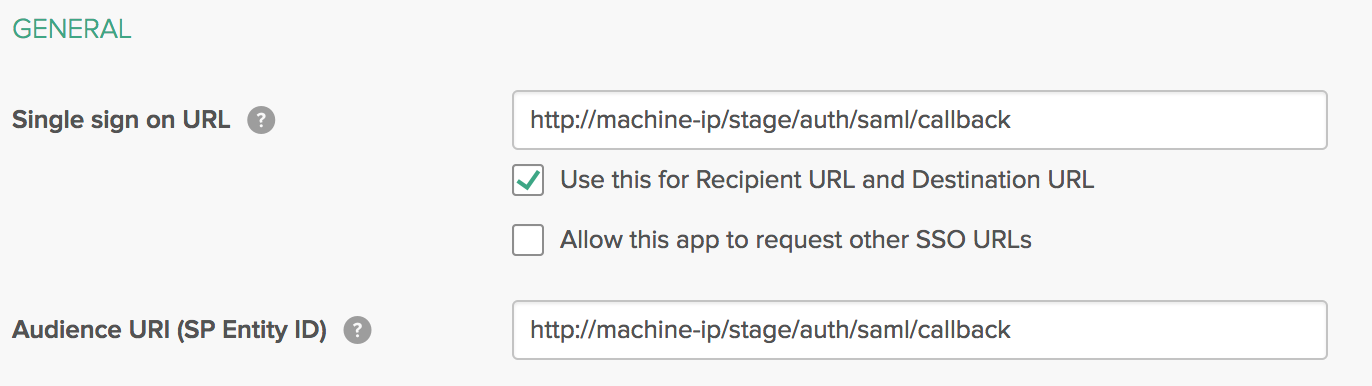 GENERAL
Single sign on URL ? http://machine-ip/stage/auth/saml/callback
Use this for Recipient URL and Destination URL
Allow this app to request other SSO URLs
Audience URI (SP Entity ID) ? http://machine-ip/stage/auth/saml/callback